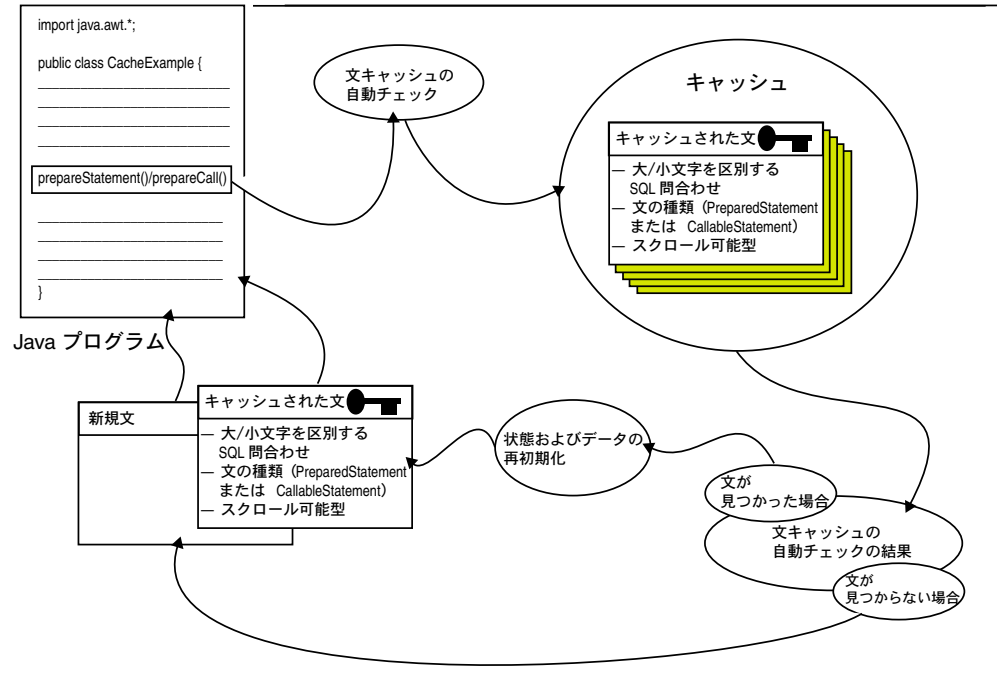 import java.awt.*;
public class CacheExample {
prepareStatement()/prepareCall()
}
Java プログラム
文キャッシュの
自動チェック
キャッシュ
キャッシュされた文
— 大/小文字を区別する
SQL 問合わせ
— 文の種類（PreparedStatement
または CallableStatement）
— スクロール可能型
新規文
キャッシュされた文
— 大/小文字を区別する
SQL 問合わせ
— 文の種類（PreparedStatement
または CallableStatement）
— スクロール可能型
状態およびデータの
再初期化
文が
見つかった場合
文キャッシュの
自動チェックの結果
文が
見つからない場合